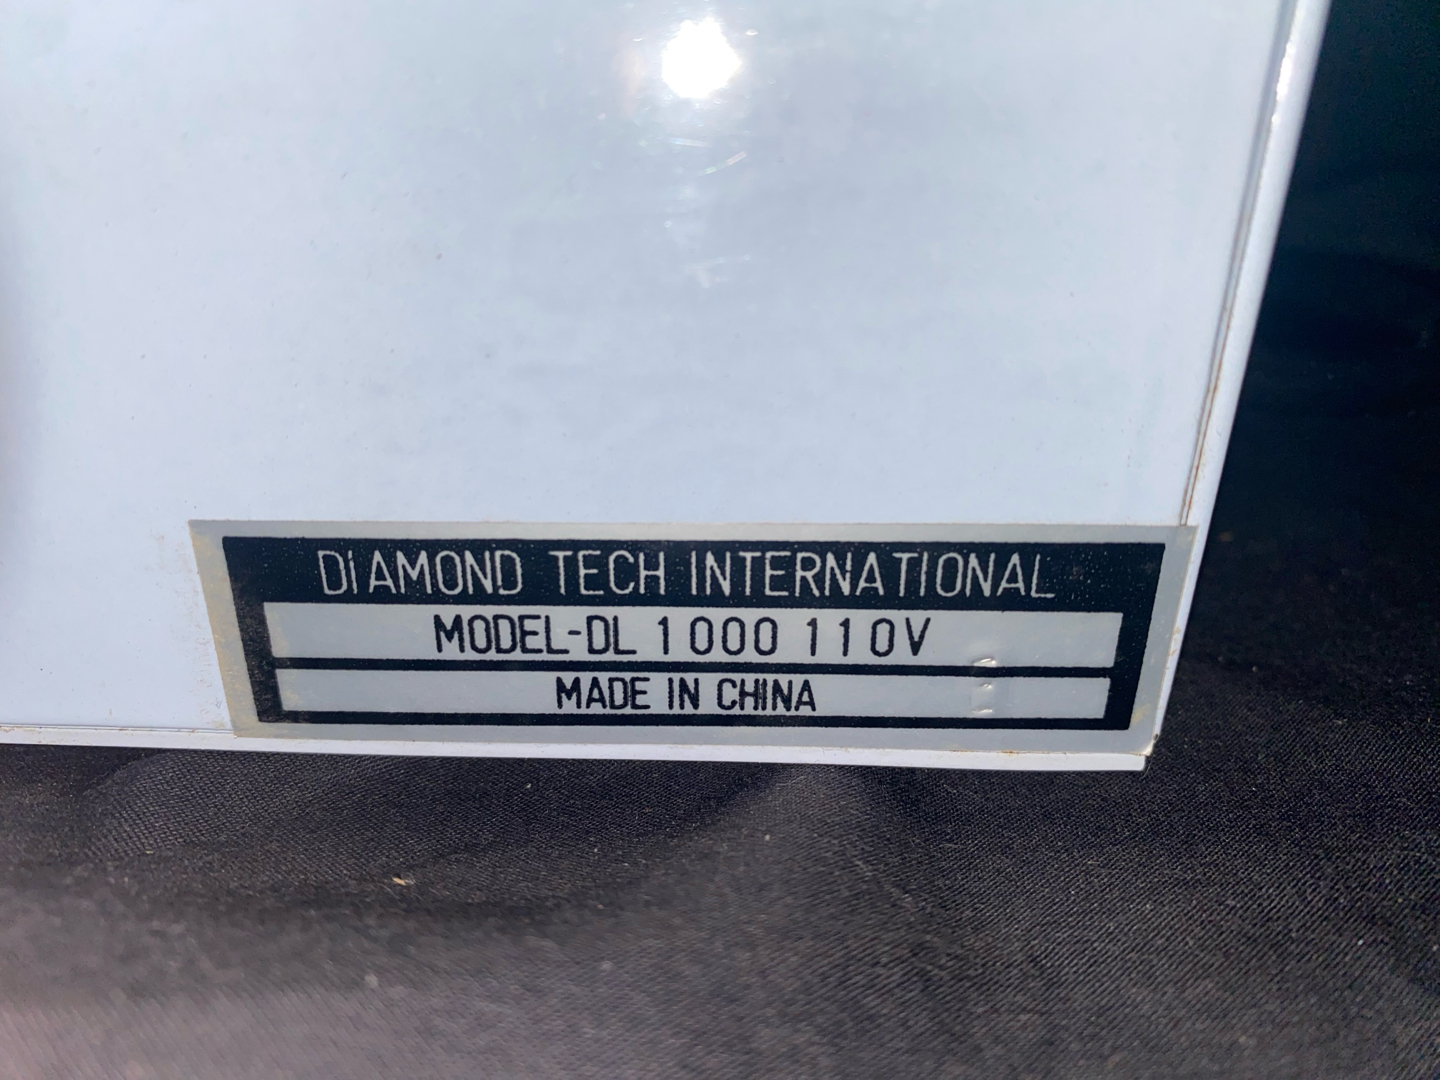 DiAMOND TECH INTERNATIONAL
MODEL-DL 1000 110V
MADE IN CHINA